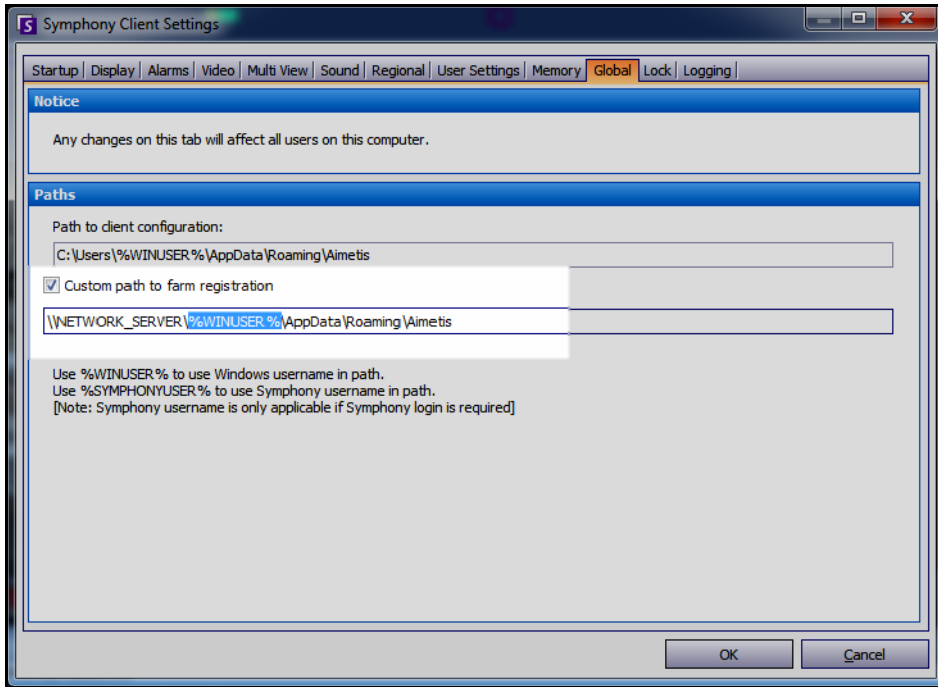 Symphony Client Settings
Startup Display Alarms Video Multi View Sound Regional User Settings Memory Global Lock Logging
Notice
Any changes on this tab will affect all users on this computer.
Paths
Path to client configuration:
C:\Users\%WINUSER%\AppData\Roaming\Aimetis
Custom path to farm registration
\\NETWORK_SERVER\%WINUSER%\AppData\Roaming\Aimetis
Use %WINUSER% to use Windows username in path.
Use %SYMPHONYUSER% to use Symphony username in path.
[Note: Symphony username is only applicable if Symphony login is required]
OK Cancel